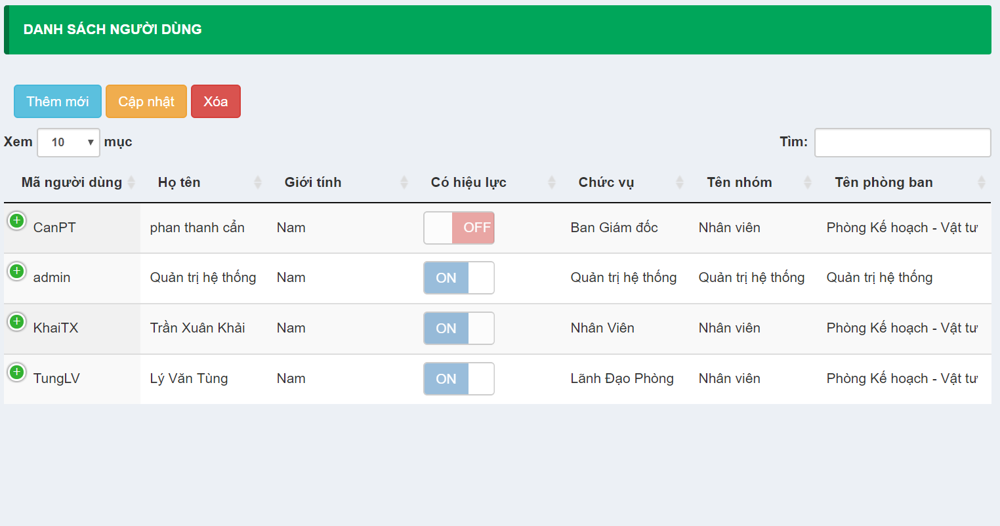 DANH SÁCH NGƯỜI DÙNG
Thêm mới Cập nhật Xóa
Xem 10 mục Tìm:
Mã người dùng Họ tên Giới tính Có hiệu lực Chức vụ Tên nhóm Tên phòng ban
CanPT phan thanh cẩn Nam OFF Ban Giám đốc Nhân viên Phòng Kế hoạch - Vật tư
admin Quản trị hệ thống Nam ON Quản trị hệ thống Quản trị hệ thống Quản trị hệ thống
KhaiTX Trần Xuân Khải Nam ON Nhân Viên Nhân viên Phòng Kế hoạch - Vật tư
TungLV Lý Văn Tùng Nam ON Lãnh Đạo Phòng Nhân viên Phòng Kế hoạch - Vật tư